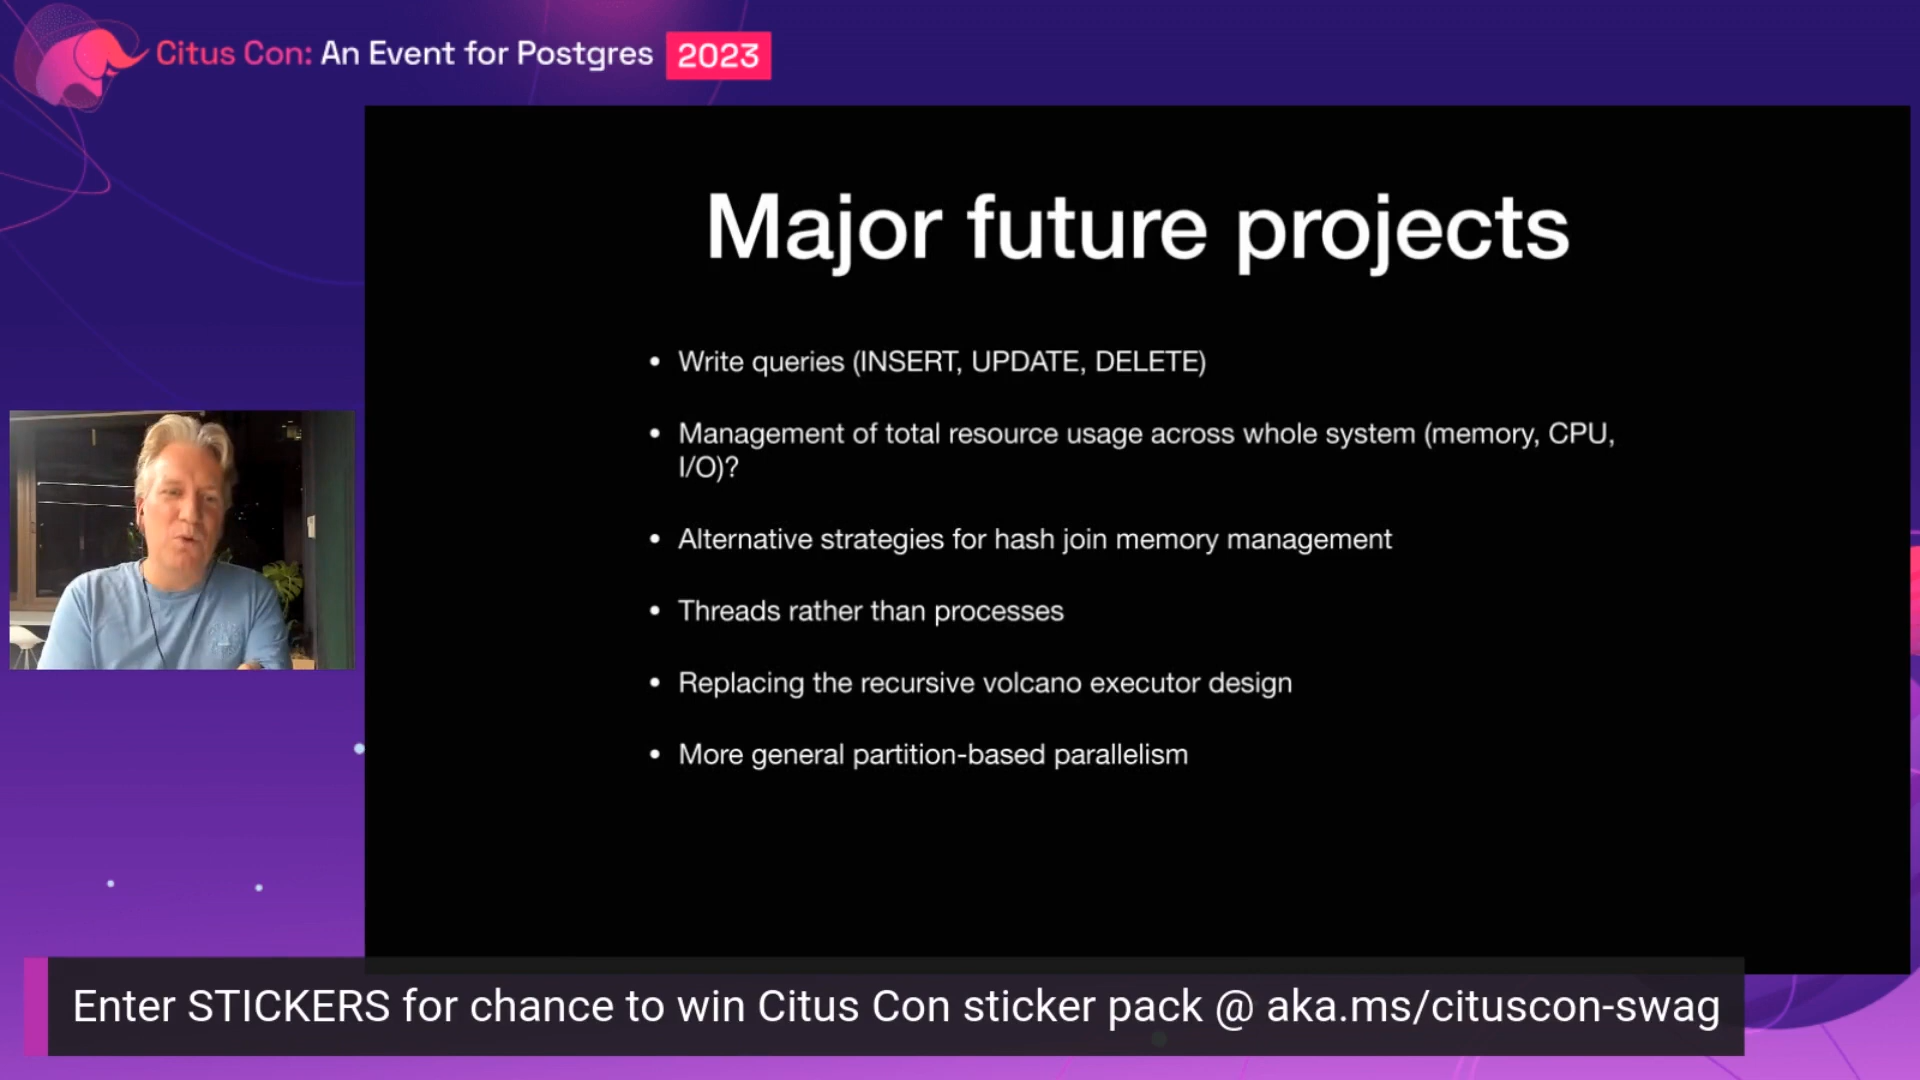 Citus Con: An Event for Postgres 2023
Major future projects
• Write queries (INSERT, UPDATE, DELETE)
• Management of total resource usage across whole system (memory, CPU,
I/O)?
• Alternative strategies for hash join memory management
• Threads rather than processes
• Replacing the recursive volcano executor design
• More general partition-based parallelism
Enter STICKERS for chance to win Citus Con sticker pack @ aka.ms/cituscon-swag